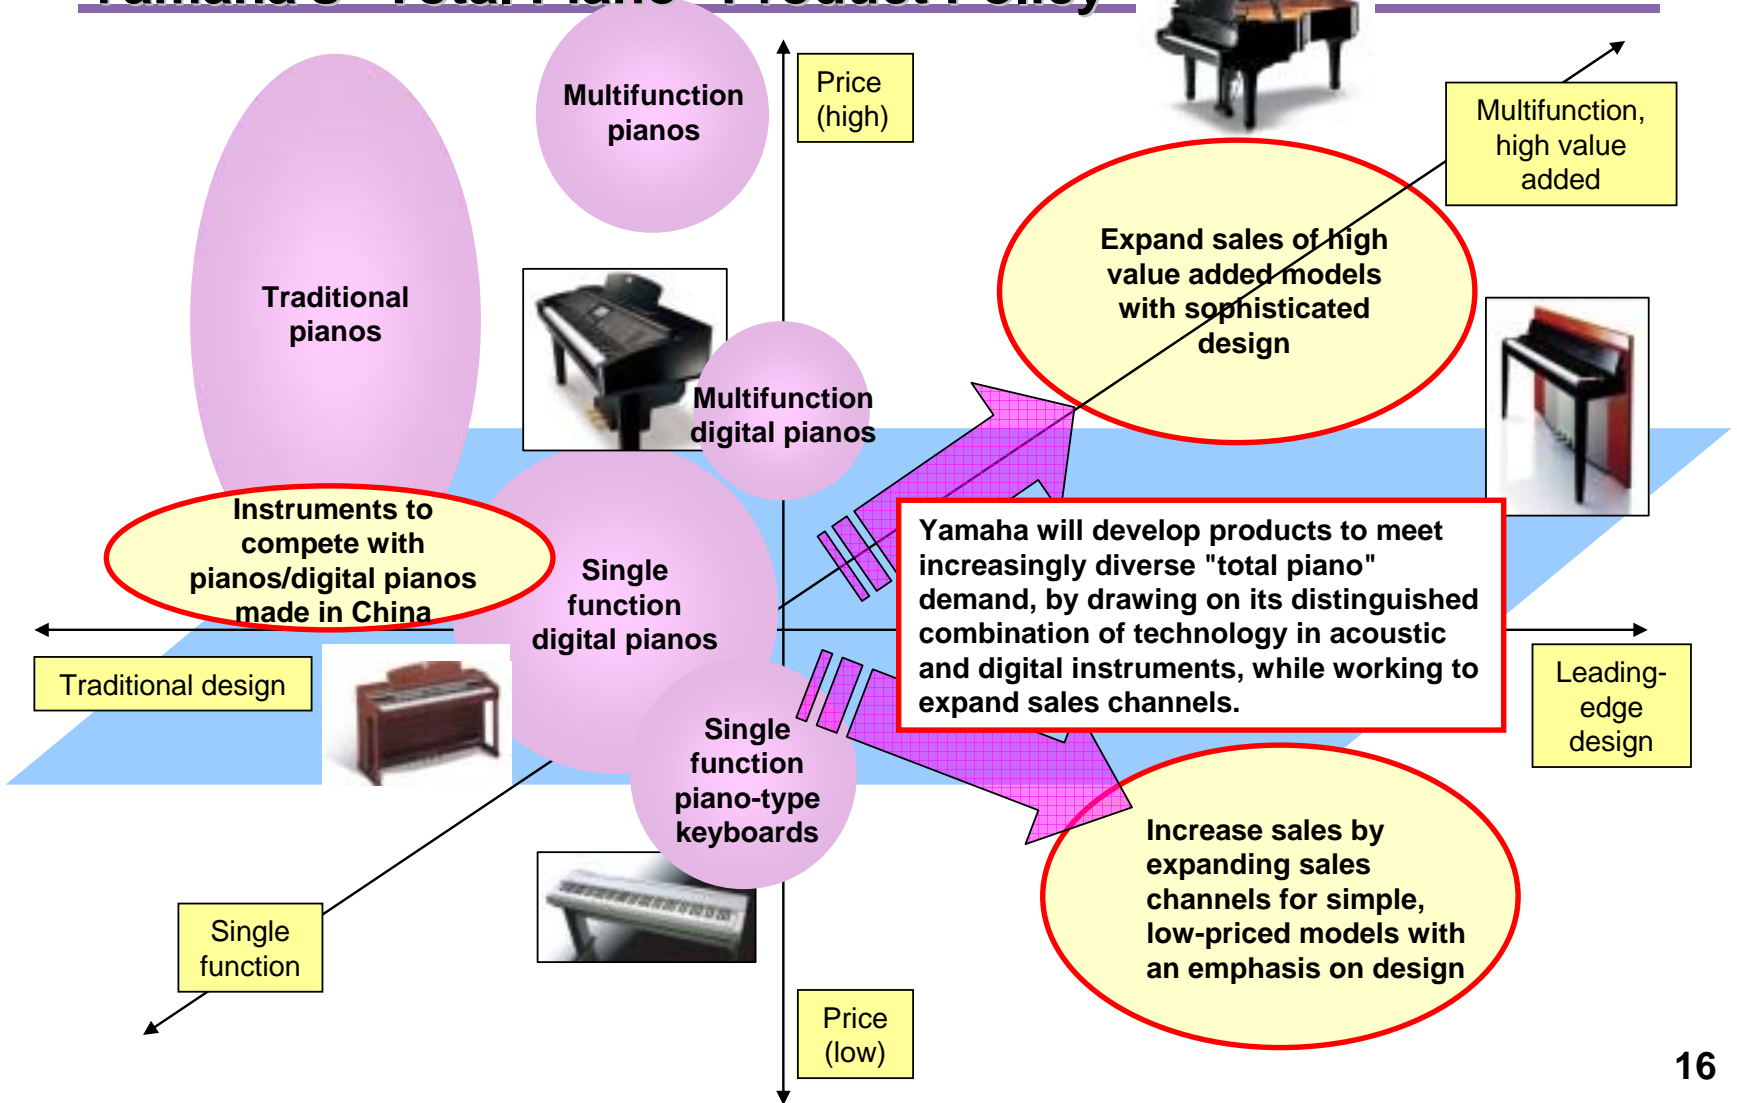 Yamaha's "Total Piano" Product Policy
Multifunction
pianos
Price
(high)
Multifunction,
high value
added
Traditional
pianos
Expand sales of high
value added models
with sophisticated
design
Multifunction
digital pianos
Instruments to
compete with
pianos/digital pianos
made in China
Single
function
digital pianos
Yamaha will develop products to meet
increasingly diverse "total piano"
demand, by drawing on its distinguished
combination of technology in acoustic
and digital instruments, while working to
expand sales channels.
Traditional design
Leading-
edge
design
Single
function
piano-type
keyboards
Increase sales by
expanding sales
channels for simple,
low-priced models with
an emphasis on design
Single
function
Price
(low)
16